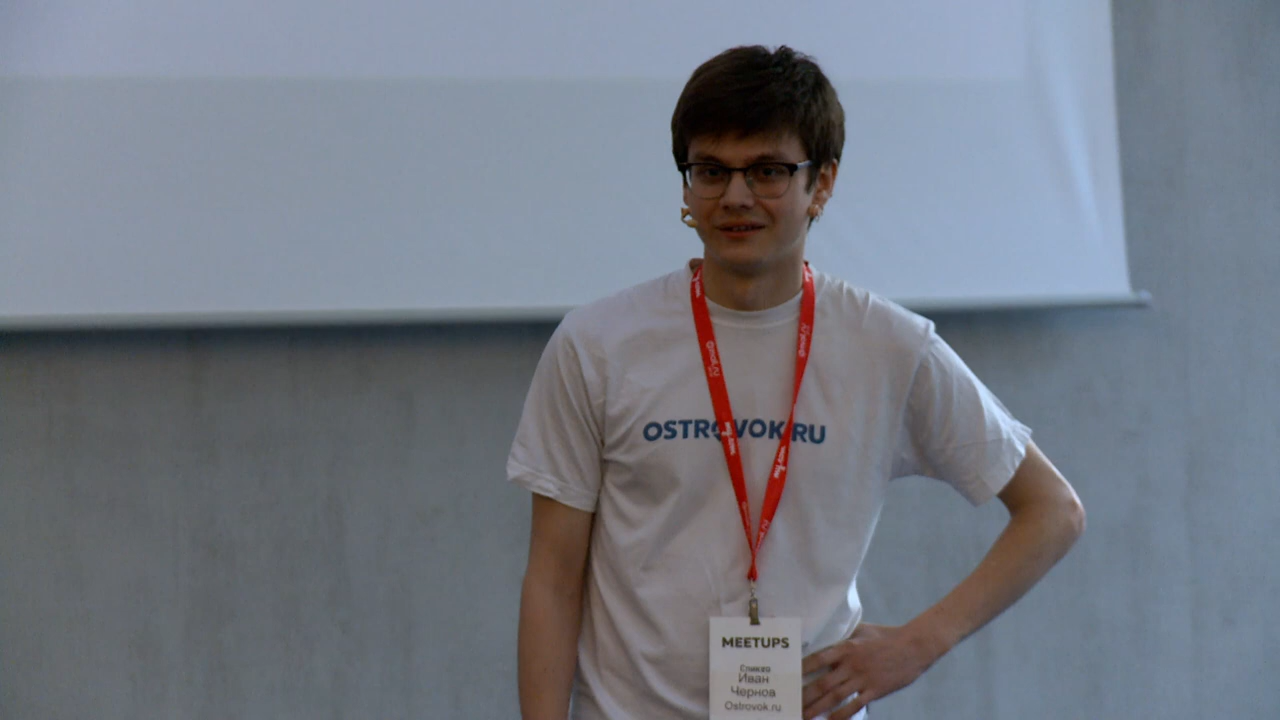 OSTROVOK.RU
MEETUPS
Спикер
Иван
Чернов
Ostrovok.ru